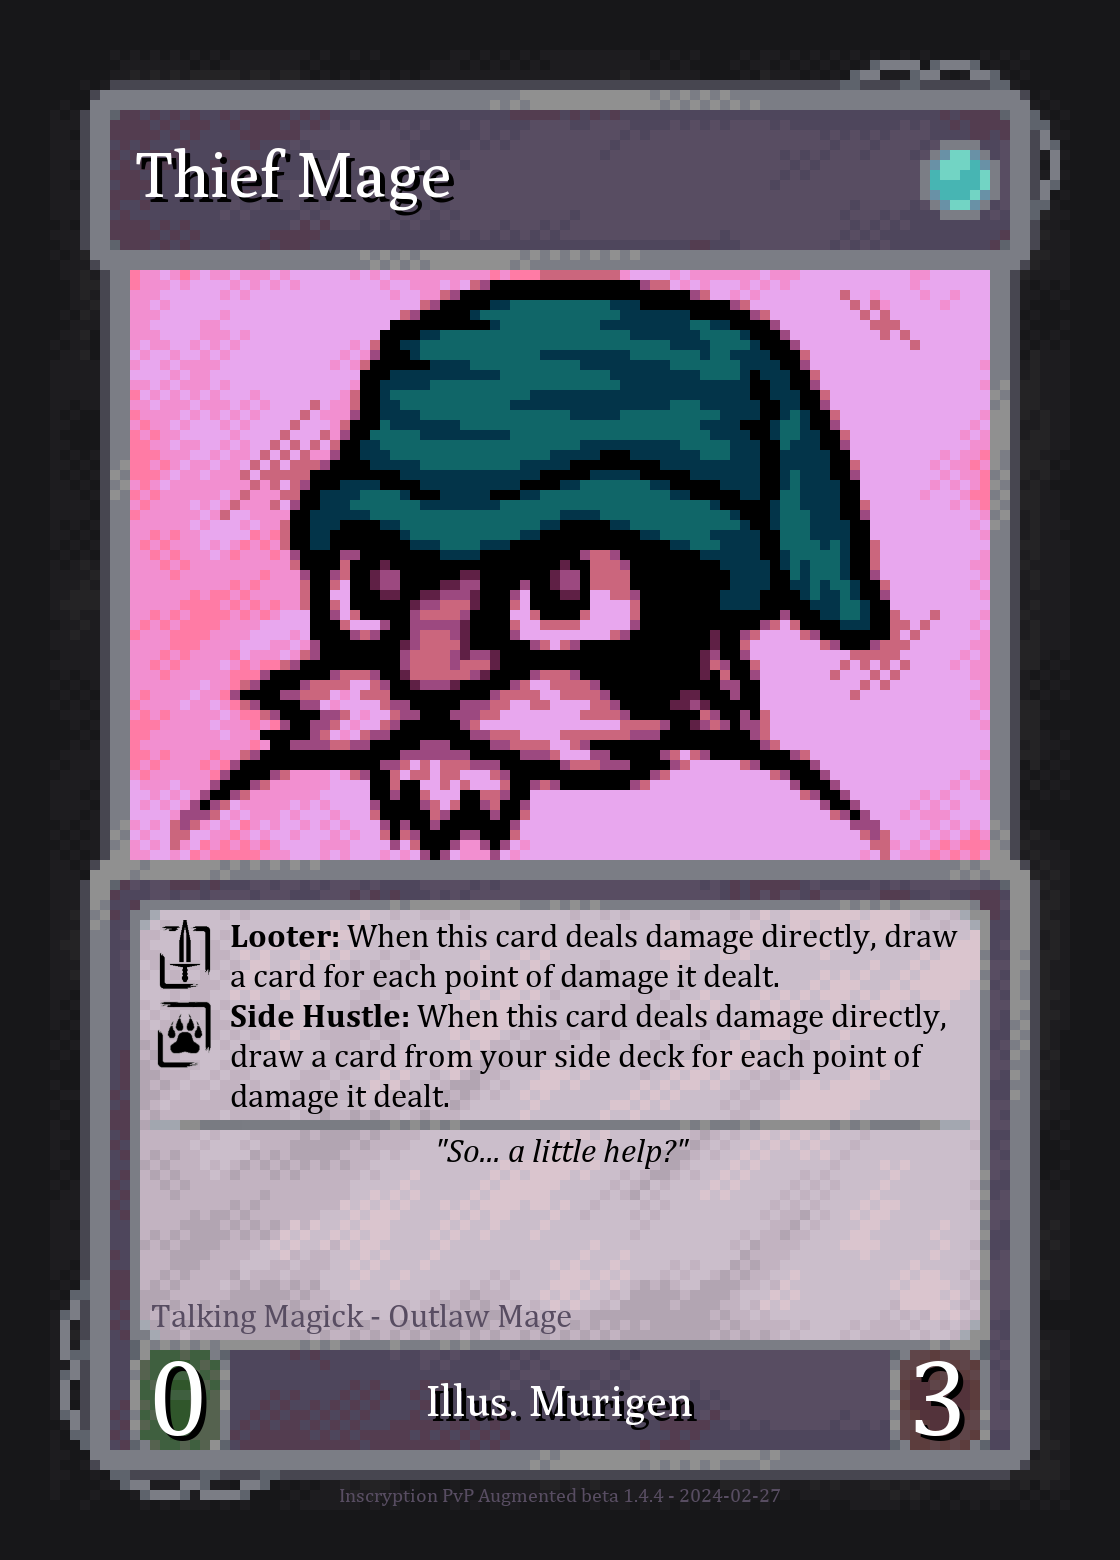 Thief Mage
Looter: When this card deals damage directly, draw
a card for each point of damage it dealt.
Side Hustle: When this card deals damage directly,
draw a card from your side deck for each point of
damage it dealt.
"So... a little help?"
Talking Magick - Outlaw Mage
0 Illus. Murigen 3
Inscryption PvP Augmented beta 1.4.4 - 2024-02-27